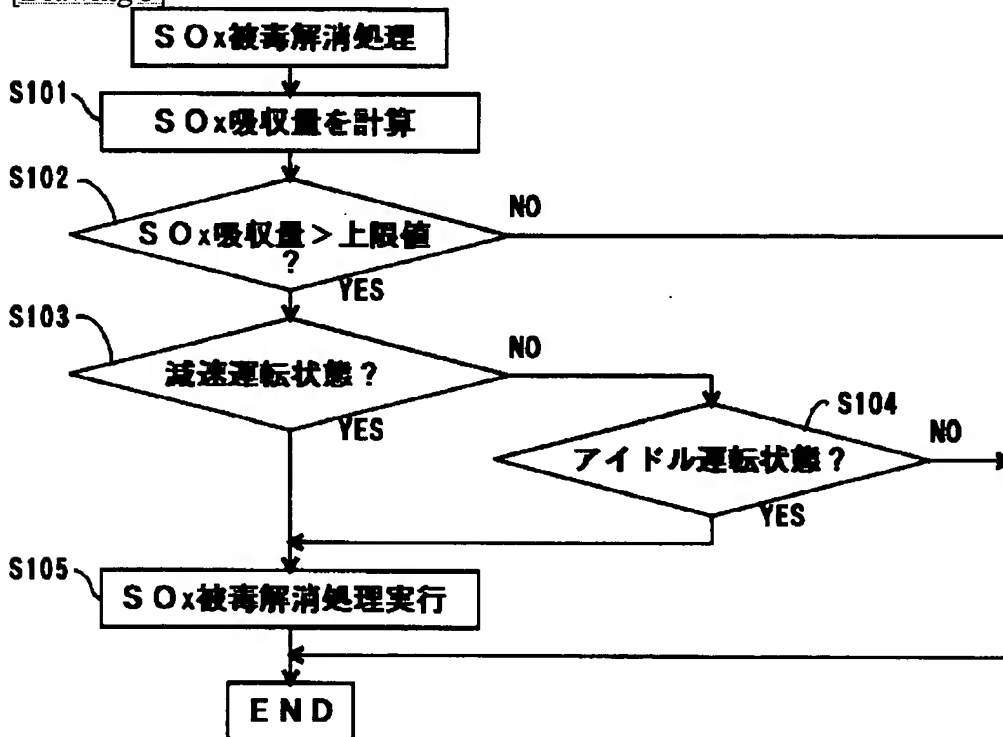 SOx被毒解消処理
S101
SOx吸収量を計算
S102
SOx吸収量>上限値
?
NO
YES
S103
減速運転状態?
NO
YES
S104
アイドル運転状態?
NO
YES
S105
SOx被毒解消処理実行
END